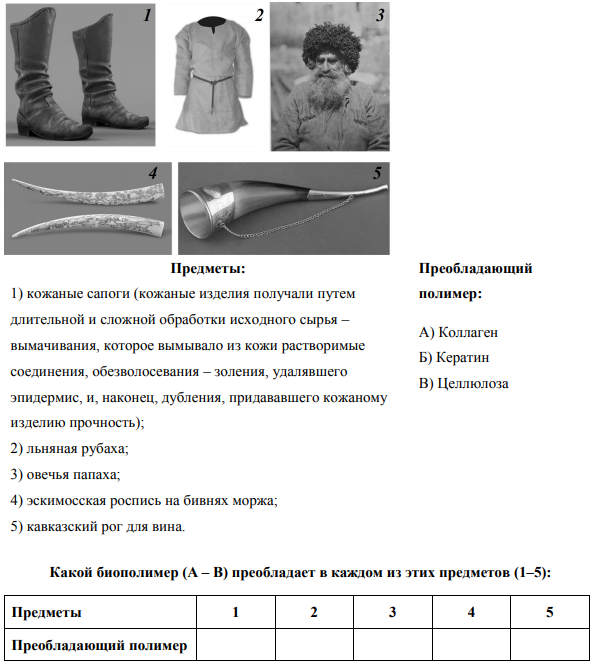 1
2
3
4
5
Предметы:
1) кожаные сапоги (кожаные изделия получали путем
длительной и сложной обработки исходного сырья –
вымачивания, которое вымывало из кожи растворимые
соединения, обезволосевания – золения, удалявшего
эпидермис, и, наконец, дубления, придававшего кожаному
изделию прочность);
2) льняная рубаха;
3) овечья папаха;
4) эскимосская роспись на бивнях моржа;
5) кавказский рог для вина.
Преобладающий
полимер:
А) Коллаген
Б) Кератин
В) Целлюлоза
Какой биополимер (А – В) преобладает в каждом из этих предметов (1–5):
Предметы 1 2 3 4 5
Преобладающий полимер